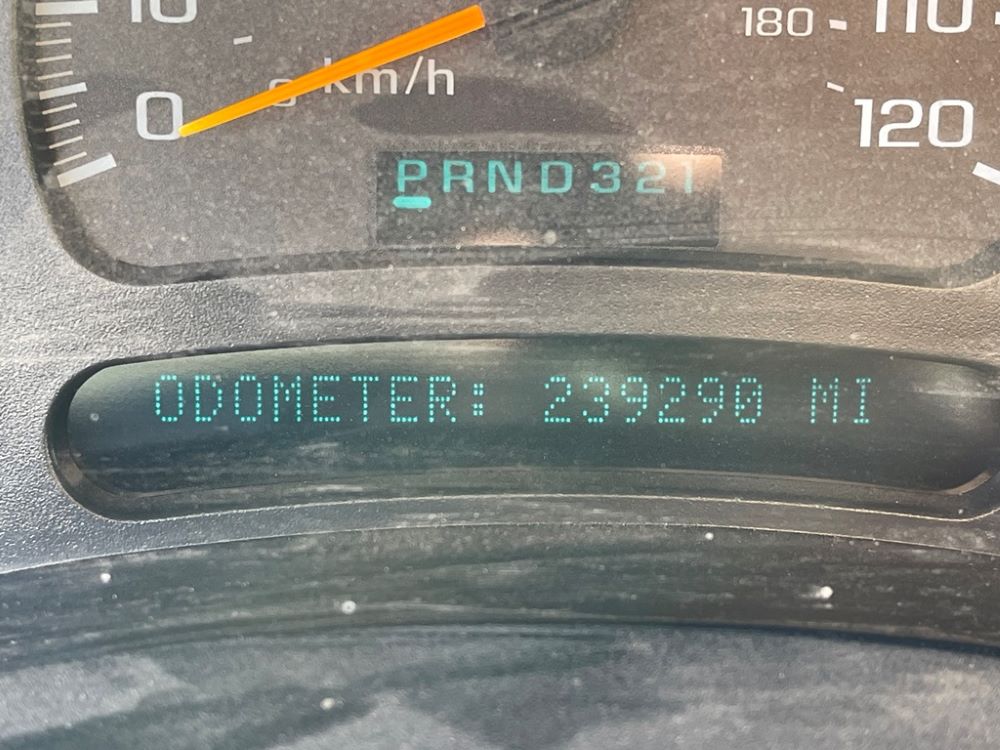 10
180 110
km/h
0 120
PRND321
ODOMETER: 239290 MI